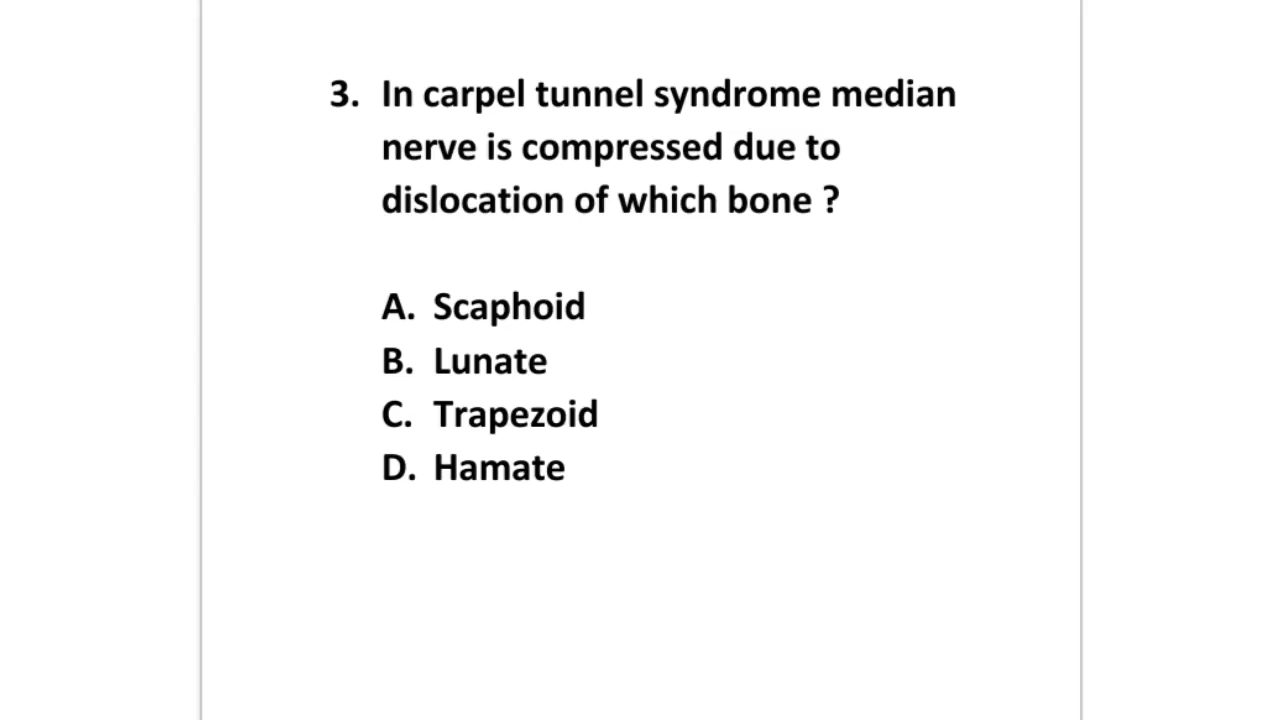 3. In carpel tunnel syndrome median
nerve is compressed due to
dislocation of which bone ?
A. Scaphoid
B. Lunate
C. Trapezoid
D. Hamate